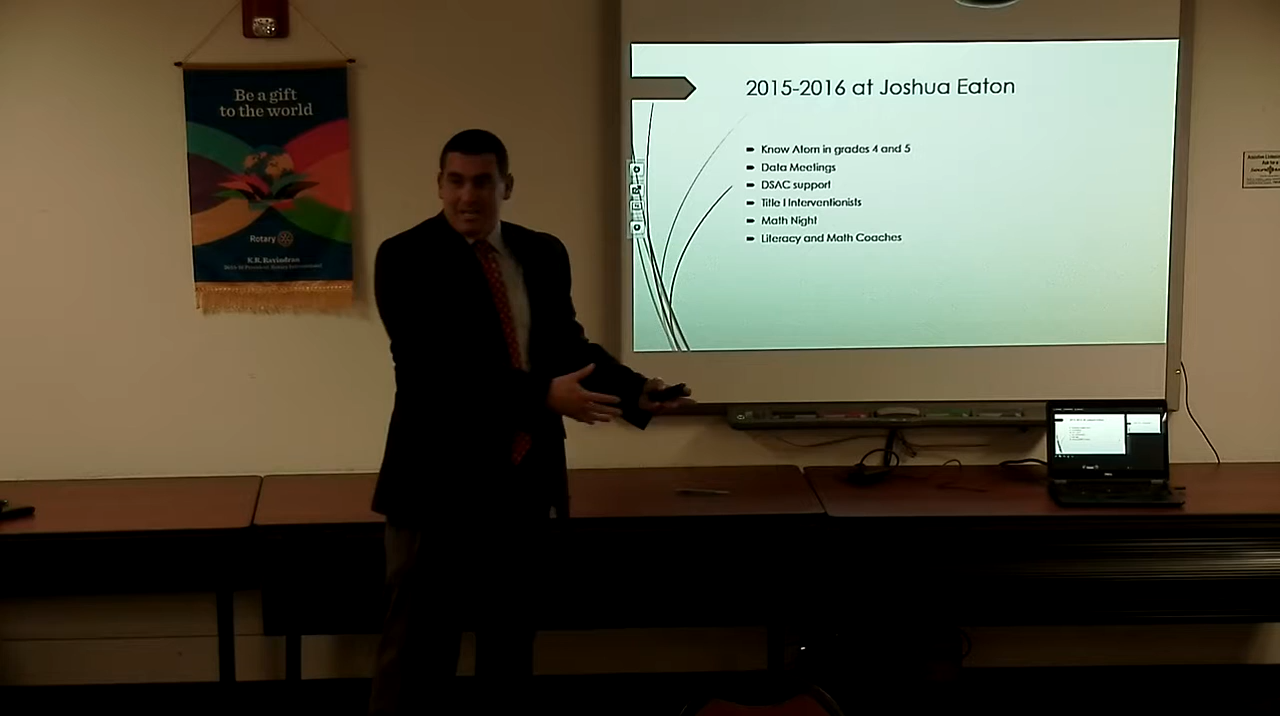 Be a gift
to the world
Rotary
K.R. Ravindran
2015-2016 at Joshua Eaton
Know Atom in grades 4 and 5
Data Meetings
DSAC support
Title I Interventionists
Math Night
Literacy and Math Coaches